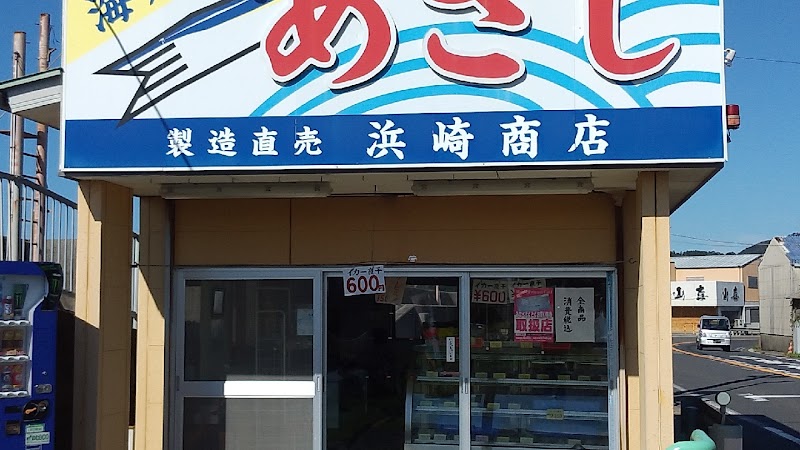 海
めざし
製造直売 浜崎商店
イカ一夜干
600円
¥600
取扱店
全商品
消費税込